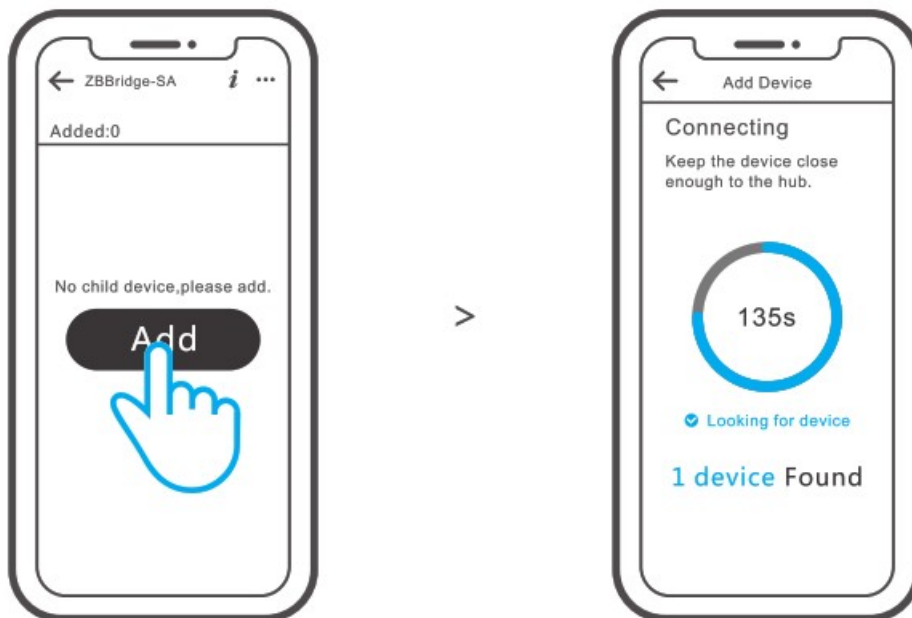 ZBBridge-SA i ...
Added:0
No child device,please add.
Add
>
Add Device
Connecting
Keep the device close
enough to the hub.
135s
Looking for device
1 device Found